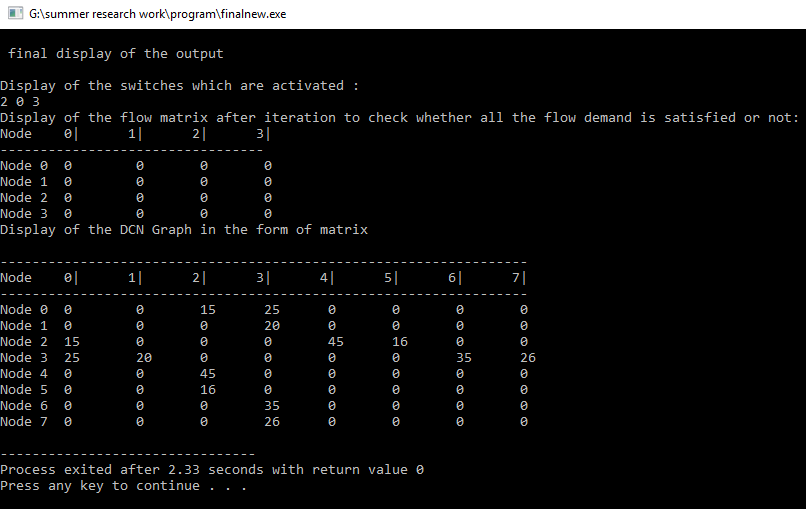 G:\summer research work\program\finalnew.exe
final display of the output
Display of the switches which are activated :
2 0 3
Display of the flow matrix after iteration to check whether all the flow demand is satisfied or not:
Node    0|      1|      2|      3|
---------------------------------
Node 0  0       0       0       0
Node 1  0       0       0       0
Node 2  0       0       0       0
Node 3  0       0       0       0
Display of the DCN Graph in the form of matrix
------------------------------------------------------------------
Node    0|      1|      2|      3|      4|      5|      6|      7|
------------------------------------------------------------------
Node 0  0       0       15      25      0       0       0       0
Node 1  0       0       0       20      0       0       0       0
Node 2  15      0       0       0       45      16      0       0
Node 3  25      20      0       0       0       0       35      26
Node 4  0       0       45      0       0       0       0       0
Node 5  0       0       16      0       0       0       0       0
Node 6  0       0       0       35      0       0       0       0
Node 7  0       0       0       26      0       0       0       0
--------------------------------
Process exited after 2.33 seconds with return value 0
Press any key to continue . . .